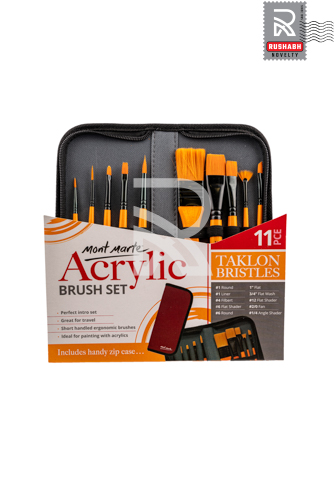 RUSHABH
NOVELTY
Mont Marte
Acrylic
BRUSH SET
- Perfect intro set
- Great for travel
- Short handled ergonomic brushes
- Ideal for painting with acrylics
Includes handy zip case...
11 PCE
TAKLON
BRISTLES
#1 Round
#1 Liner
#4 Filbert
#6 Flat Shader
#6 Round
1" Flat
3/4" Flat Wash
#12 Flat Shader
#2/0 Fan
#1/4 Angle Shader